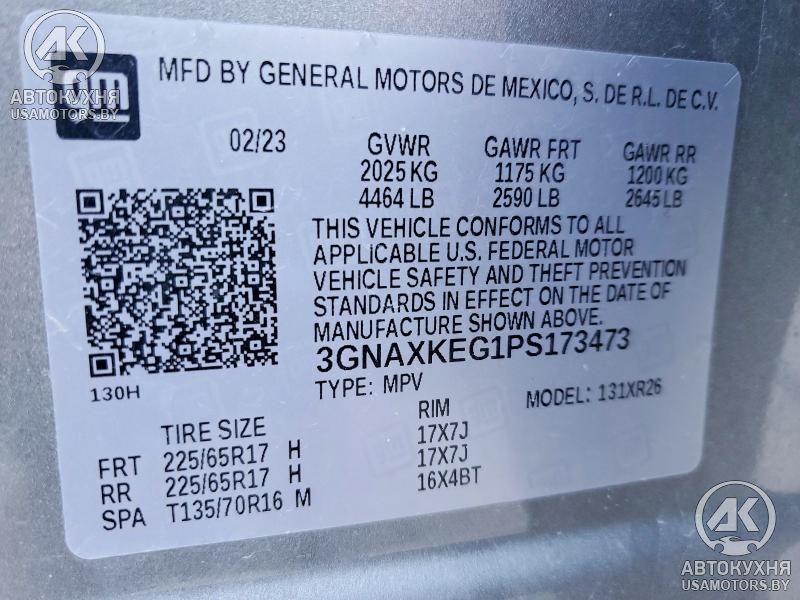 АК
АВТОКУХНЯ
USAMOTORS.BY
gm
MFD BY GENERAL MOTORS DE MEXICO, S. DE R.L. DE C.V.
02/23 GVWR GAWR FRT GAWR RR
2025 KG 1175 KG 1200 KG
4464 LB 2590 LB 2645 LB
THIS VEHICLE CONFORMS TO ALL
APPLICABLE U.S. FEDERAL MOTOR
VEHICLE SAFETY AND THEFT PREVENTION
STANDARDS IN EFFECT ON THE DATE OF
MANUFACTURE SHOWN ABOVE.
130H
3GNAXKEG1PS173473
TYPE: MPV MODEL: 131XR26
TIRE SIZE RIM
FRT 225/65R17 H 17X7J
RR 225/65R17 H 17X7J
SPA T135/70R16 M 16X4BT
АК
АВТОКУХНЯ
USAMOTORS.BY